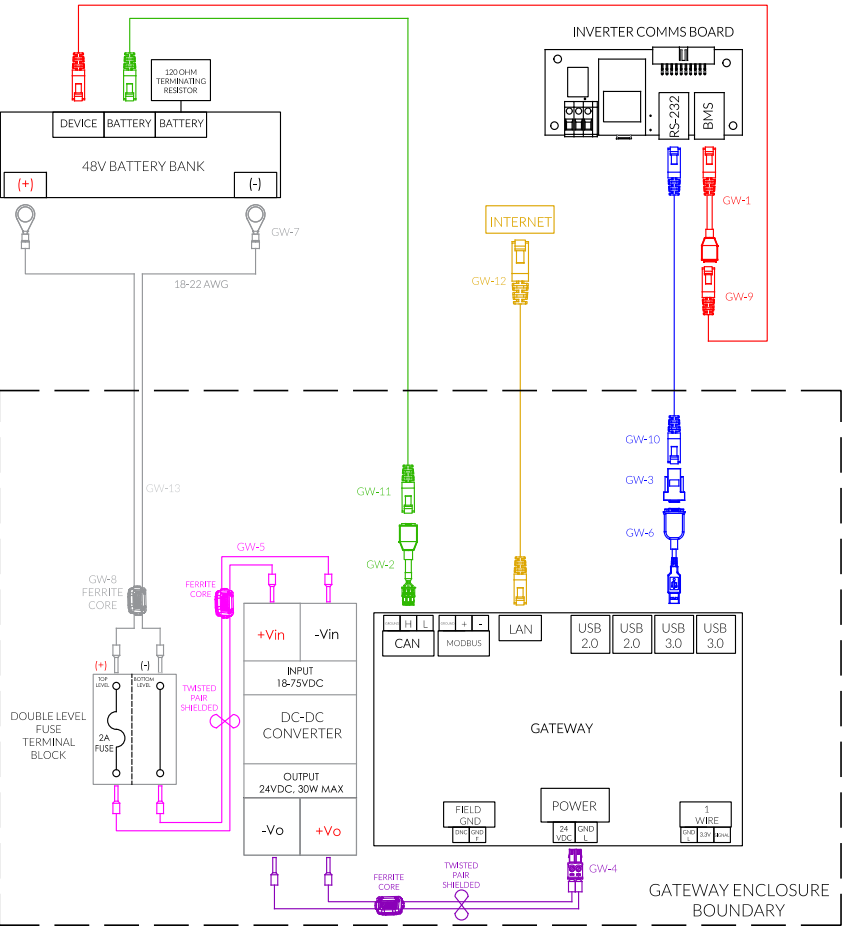 INVERTER COMMS BOARD
120 OHM
TERMINATING
RESISTOR
DEVICE
BATTERY
BATTERY
RS-232
BMS
48V BATTERY BANK
(+)
(-)
GW-1
GW-7
INTERNET
GW-12
18-22 AWG
GW-9
GW-10
GW-3
GW-13
GW-11
GW-6
GW-5
GW-2
GW-8
FERRITE
CORE
FERRITE
CORE
+Vin
-Vin
GROUND
H
L
CAN
GROUND
+
-
MODBUS
LAN
USB
2.0
USB
2.0
USB
3.0
USB
3.0
INPUT
18-75VDC
(+)
(-)
TOP
LEVEL
BOTTOM
LEVEL
2A
FUSE
DOUBLE LEVEL
FUSE
TERMINAL
BLOCK
TWISTED
PAIR
SHIELDED
DC-DC
CONVERTER
GATEWAY
OUTPUT
24VDC, 30W MAX
-Vo
+Vo
FIELD
GND
DNC
GND
F
POWER
24
VDC
GND
L
1
WIRE
GND
L
3.3V
SIGNAL
FERRITE
CORE
TWISTED
PAIR
SHIELDED
GW-4
GATEWAY ENCLOSURE
BOUNDARY